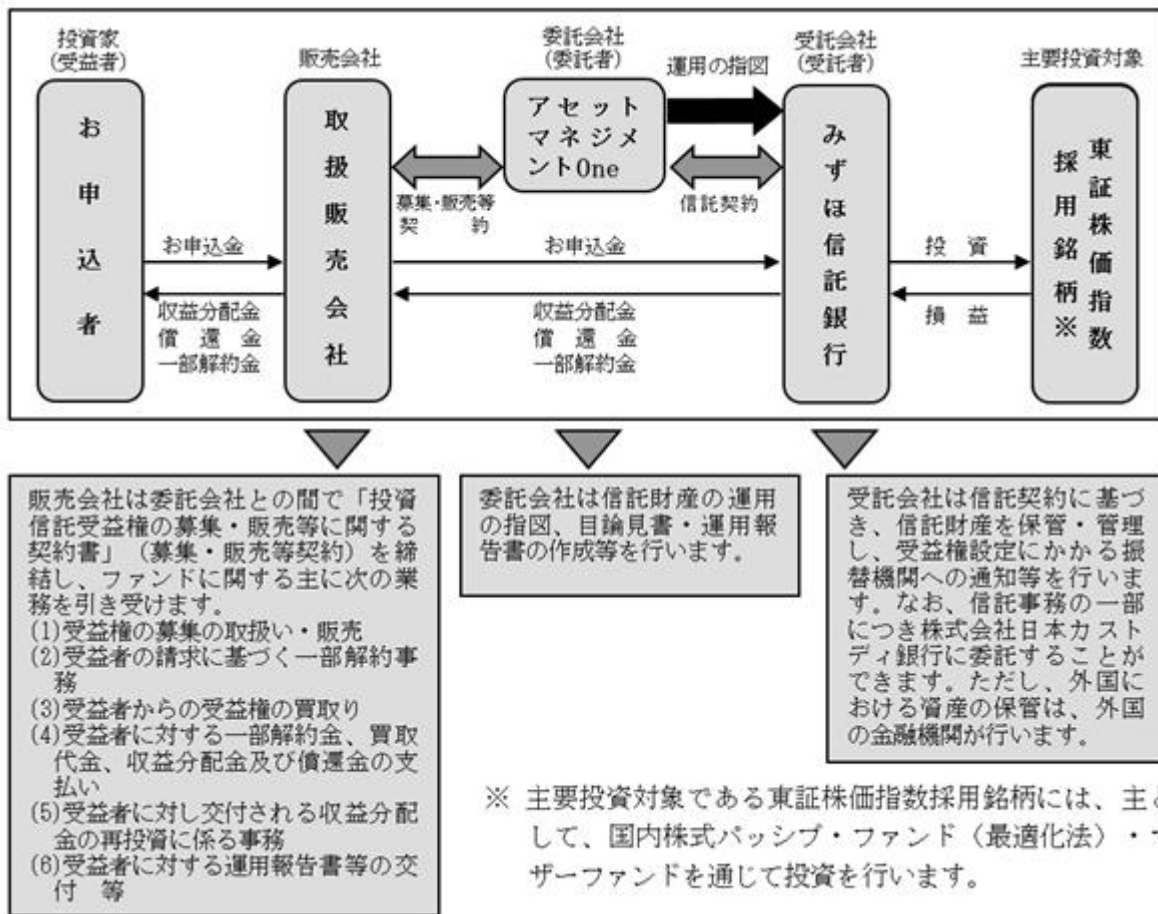 投資家
(受益者)
販売会社
委託会社
(委託者)
運用の指図
受託会社
(受託者)
主要投資対象
お申込者
取扱販売会社
アセット
マネジメ
ントOne
みずほ信託銀行
東証株価指数
採用銘柄※
募集・販売等
契　　約
信託契約
お申込金
収益分配金
償　還　金
一部解約金
お申込金
収益分配金
償　還　金
一部解約金
投　資
損　益
販売会社は委託会社との間で「投資
信託受益権の募集・販売等に関する
契約書」（募集・販売等契約）を締
結し、ファンドに関する主に次の業
務を引き受けます。
(1)受益権の募集の取扱い・販売
(2)受益者の請求に基づく一部解約事
務
(3)受益者からの受益権の買取り
(4)受益者に対する一部解約金、買取
代金、収益分配金及び償還金の支
払い
(5)受益者に対し交付される収益分配
金の再投資に係る事務
(6)受益者に対する運用報告書等の交
付　等
委託会社は信託財産の運用
の指図、目論見書・運用報
告書の作成等を行います。
受託会社は信託契約に基づ
き、信託財産を保管・管理
し、受益権設定にかかる振
替機関への通知等を行いま
す。なお、信託事務の一部
につき株式会社日本カスト
ディ銀行に委託することが
できます。ただし、外国に
おける資産の保管は、外国
の金融機関が行います。
※ 主要投資対象である東証株価指数採用銘柄には、主と
して、国内株式パッシブ・ファンド（最適化法）・
ザーファンドを通じて投資を行います。